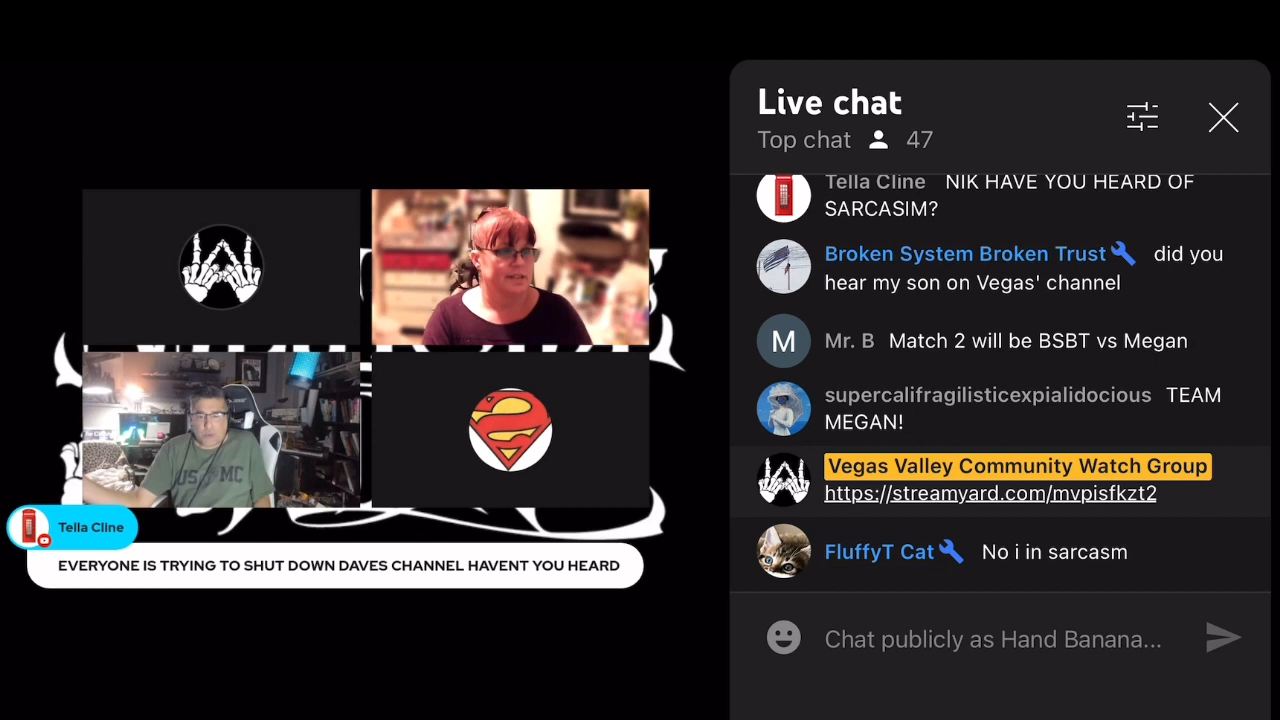 Live chat
Top chat 47
Tella Cline NIK HAVE YOU HEARD OF
SARCASIM?
Broken System Broken Trust did you
hear my son on Vegas' channel
M
Mr. B Match 2 will be BSBT vs Megan
supercalifragilisticexpialidocious TEAM
MEGAN!
Vegas Valley Community Watch Group
https://streamyard.com/mvpisfkzt2
FluffyT Cat No i in sarcasm
Chat publicly as Hand Banana...
USMC
Tella Cline
EVERYONE IS TRYING TO SHUT DOWN DAVES CHANNEL HAVENT YOU HEARD